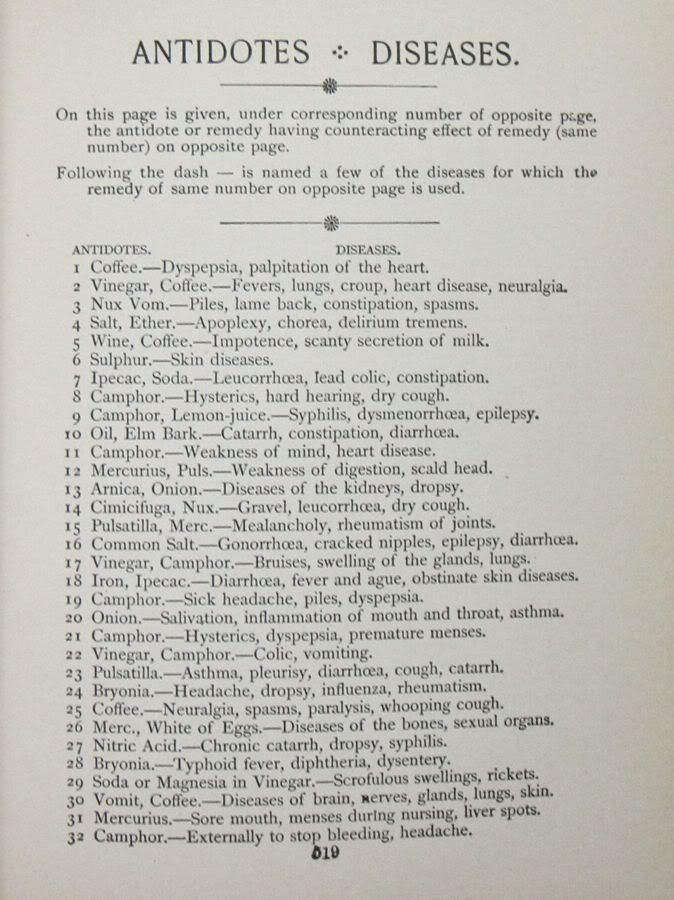 ANTIDOTES ⁘ DISEASES.
On this page is given, under corresponding number of opposite page,
the antidote or remedy having counteracting effect of remedy (same
number) on opposite page.
Following the dash — is named a few of the diseases for which the
remedy of same number on opposite page is used.
ANTIDOTES. DISEASES.
1 Coffee.—Dyspepsia, palpitation of the heart.
2 Vinegar, Coffee.—Fevers, lungs, croup, heart disease, neuralgia.
3 Nux Vom.—Piles, lame back, constipation, spasms.
4 Salt, Ether.—Apoplexy, chorea, delirium tremens.
5 Wine, Coffee.—Impotence, scanty secretion of milk.
6 Sulphur.—Skin diseases.
7 Ipecac, Soda.—Leucorrhœa, lead colic, constipation.
8 Camphor.—Hysterics, hard hearing, dry cough.
9 Camphor, Lemon-juice.—Syphilis, dysmenorrhœa, epilepsy.
10 Oil, Elm Bark.—Catarrh, constipation, diarrhœa.
11 Camphor.—Weakness of mind, heart disease.
12 Mercurius, Puls.—Weakness of digestion, scald head.
13 Arnica, Onion.—Diseases of the kidneys, dropsy.
14 Cimicifuga, Nux.—Gravel, leucorrhœa, dry cough.
15 Pulsatilla, Merc.—Mealancholy, rheumatism of joints.
16 Common Salt.—Gonorrhœa, cracked nipples, epilepsy, diarrhœa.
17 Vinegar, Camphor.—Bruises, swelling of the glands, lungs.
18 Iron, Ipecac.—Diarrhœa, fever and ague, obstinate skin diseases.
19 Camphor.—Sick headache, piles, dyspepsia.
20 Onion.—Salivation, inflammation of mouth and throat, asthma.
21 Camphor.—Hysterics, dyspepsia, premature menses.
22 Vinegar, Camphor.—Colic, vomiting.
23 Pulsatilla.—Asthma, pleurisy, diarrhœa, cough, catarrh.
24 Bryonia.—Headache, dropsy, influenza, rheumatism.
25 Coffee.—Neuralgia, spasms, paralysis, whooping cough.
26 Merc., White of Eggs.—Diseases of the bones, sexual organs.
27 Nitric Acid.—Chronic catarrh, dropsy, syphilis.
28 Bryonia.—Typhoid fever, diphtheria, dysentery.
29 Soda or Magnesia in Vinegar.—Scrofulous swellings, rickets.
30 Vomit, Coffee.—Diseases of brain, nerves, glands, lungs, skin.
31 Mercurius.—Sore mouth, menses during nursing, liver spots.
32 Camphor.—Externally to stop bleeding, headache.
619